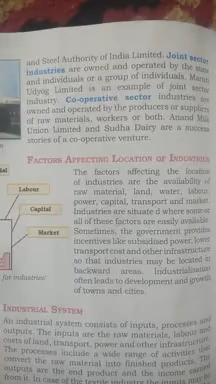 and Steel Authority of India Limited. Joint sector
industries are owned and operated by the state
and individuals or a group of individuals. Maruti
Udyog Limited is an example of joint sector
industry. Co-operative sector industries are
owned and operated by the producers or suppliers
of raw materials, workers or both. Anand Milk
Union Limited and Sudha Dairy are a success
stories of a co-operative venture.
FACTORS AFFECTING LOCATION OF INDUSTRIES
The factors affecting the location
of industries are the availability of
raw material, land, water, labour,
power, capital, transport and market.
Industries are situated where some or
all of these factors are easily available.
Sometimes, the government provides
incentives like subsidised power, lower
transport cost and other infrastructure
so that industries may be located in
backward areas. Industrialisation
often leads to development and growth
of towns and cities.
Labour
Capital
Market
for industries
INDUSTRIAL SYSTEM
An industrial system consists of inputs, processes and
outputs. The inputs are the raw materials, labour and
costs of land, transport, power and other infrastructure.
The processes include a wide range of activities that
convert the raw material into finished products. The
outputs are the end product and the income earned
from it. In case of the textile industry the inputs may be